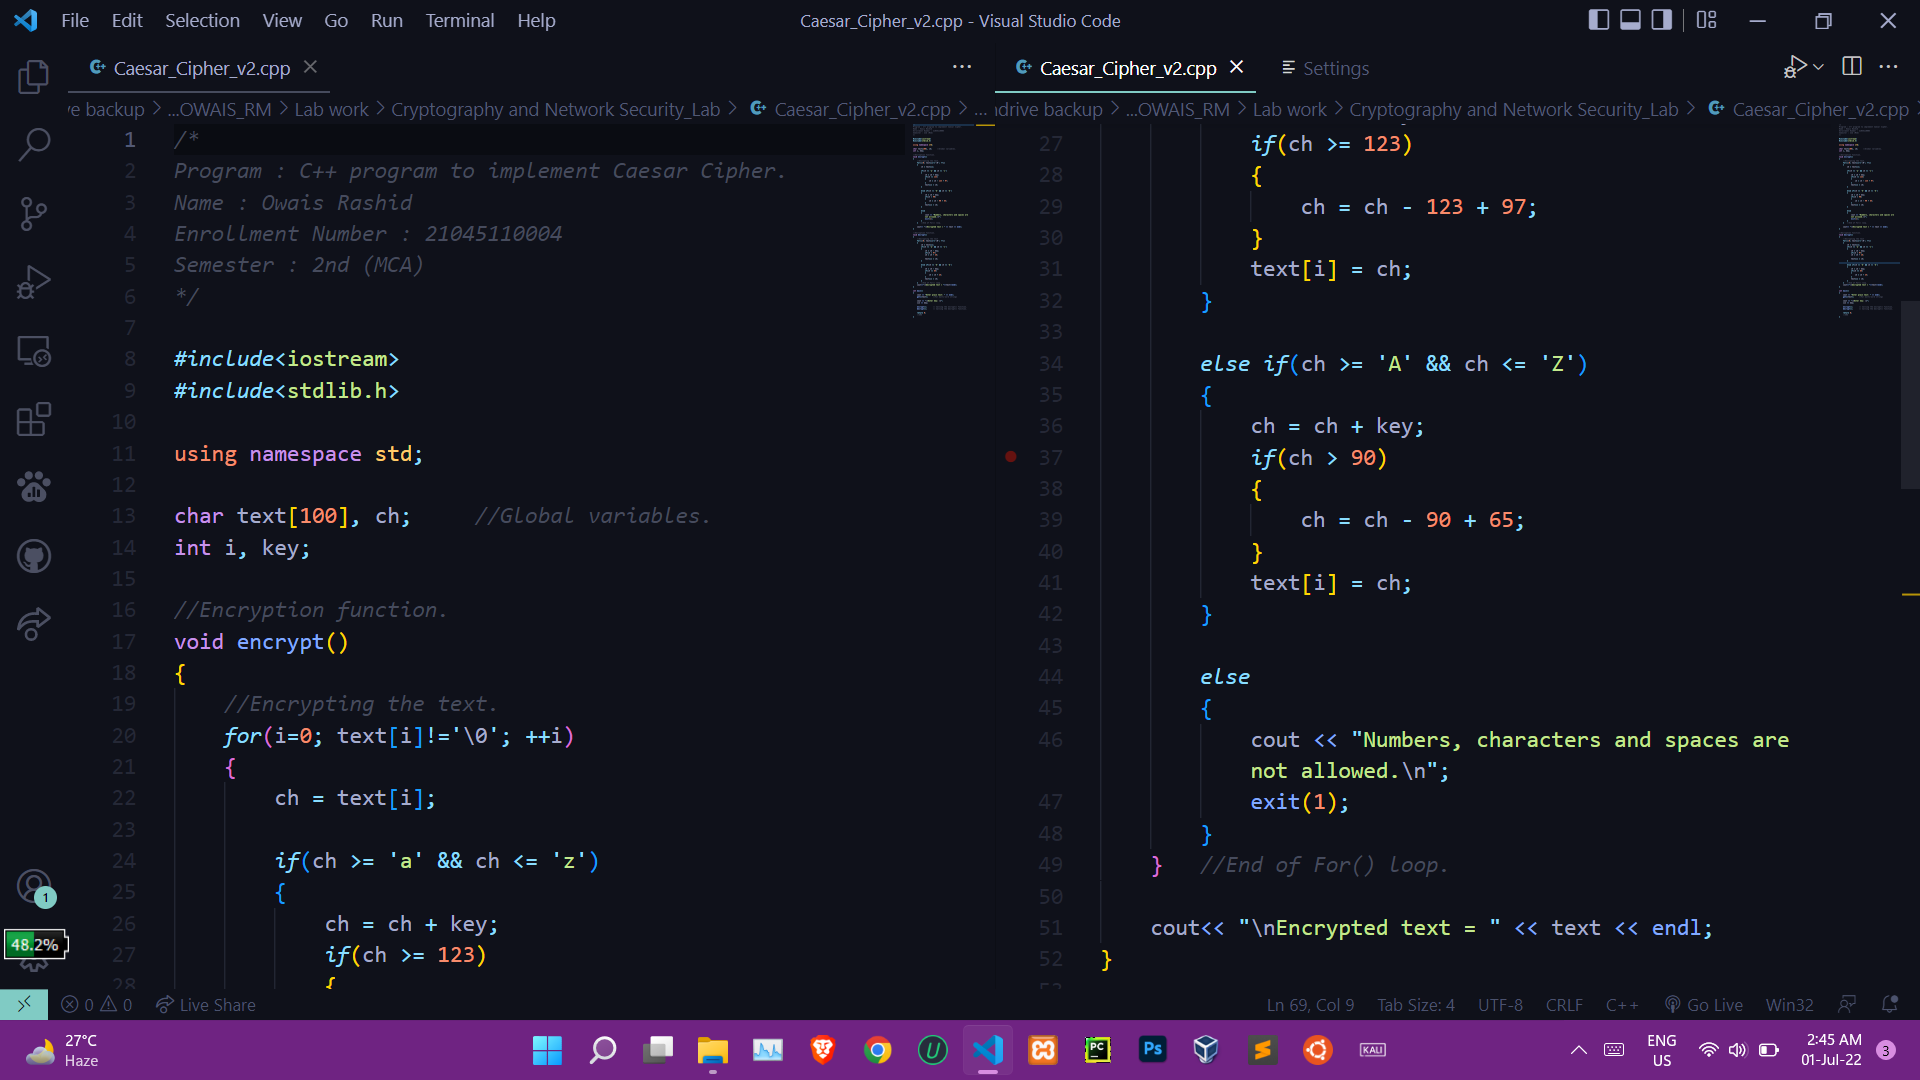 File Edit Selection View Go Run Terminal Help
Caesar_Cipher_v2.cpp - Visual Studio Code
Caesar_Cipher_v2.cpp
ve backup > ...OWAIS_RM > Lab work > Cryptography and Network Security_Lab > Caesar_Cipher_v2.cpp > ...
1 /*
2 Program : C++ program to implement Caesar Cipher.
3 Name : Owais Rashid
4 Enrollment Number : 21045110004
5 Semester : 2nd (MCA)
6 */
7
8 #include<iostream>
9 #include<stdlib.h>
10
11 using namespace std;
12
13 char text[100], ch;     //Global variables.
14 int i, key;
15
16 //Encryption function.
17 void encrypt()
18 {
19     //Encrypting the text.
20     for(i=0; text[i]!='\0'; ++i)
21     {
22         ch = text[i];
23
24         if(ch >= 'a' && ch <= 'z')
25         {
26             ch = ch + key;
27             if(ch >= 123)
28             {
Caesar_Cipher_v2.cpp Settings
ndrive backup > ...OWAIS_RM > Lab work > Cryptography and Network Security_Lab > Caesar_Cipher_v2.cpp
27             if(ch >= 123)
28             {
29                 ch = ch - 123 + 97;
30             }
31             text[i] = ch;
32         }
33
34         else if(ch >= 'A' && ch <= 'Z')
35         {
36             ch = ch + key;
37             if(ch > 90)
38             {
39                 ch = ch - 90 + 65;
40             }
41             text[i] = ch;
42         }
43
44         else
45         {
46             cout << "Numbers, characters and spaces are
not allowed.\n";
47             exit(1);
48         }
49     }   //End of For() loop.
50
51     cout<< "\nEncrypted text = " << text << endl;
52 }
1
48.2%
0 0 Live Share
Ln 69, Col 9 Tab Size: 4 UTF-8 CRLF C++ Go Live Win32
27°C
Haze
U
PC
Ps
KALI
ENG
US
2:45 AM
01-Jul-22
3